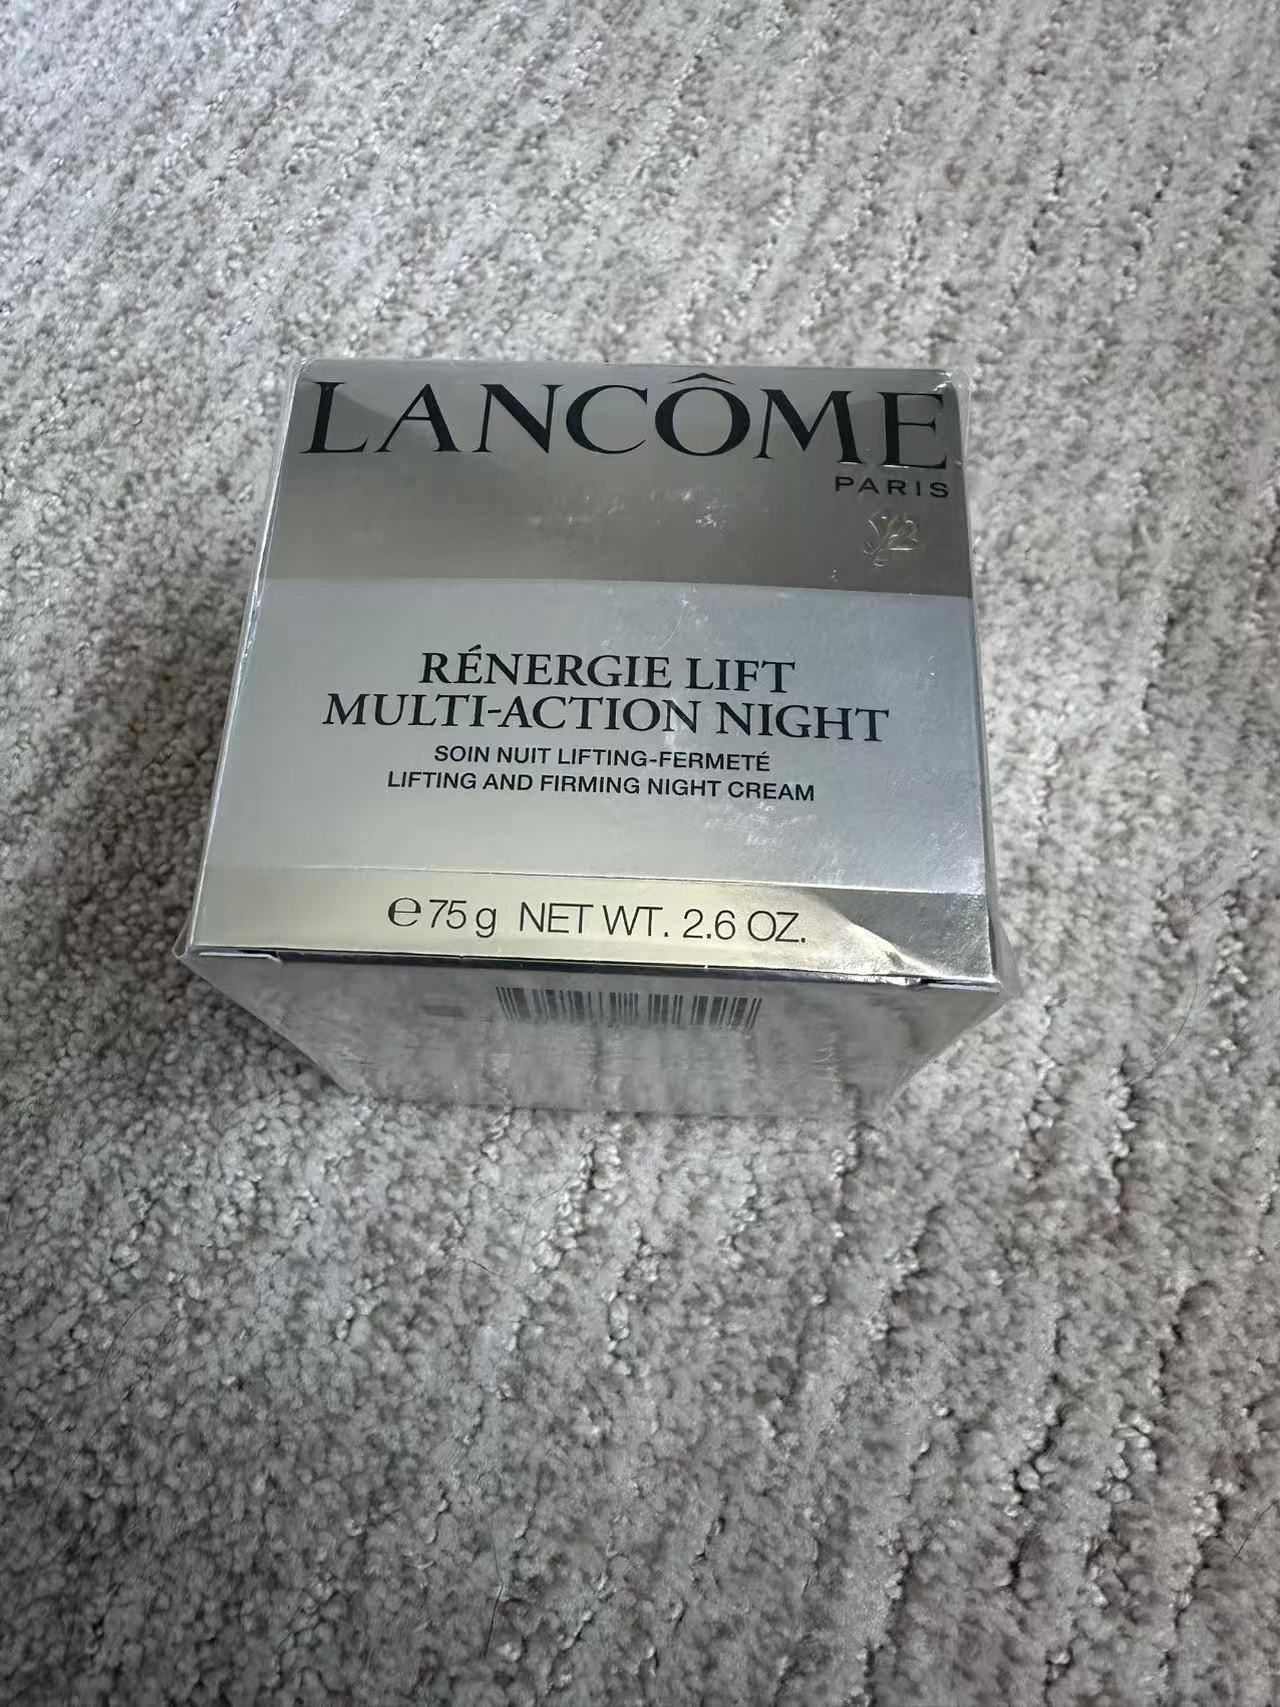 LANCÔME
PARIS
RÉNERGIE LIFT
MULTI-ACTION NIGHT
SOIN NUIT LIFTING-FERMETÉ
LIFTING AND FIRMING NIGHT CREAM
℮75 g NET WT. 2.6 OZ.